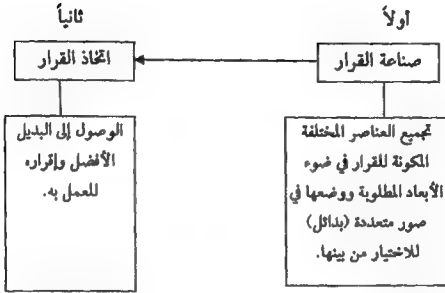 أولاً
صناعة القرار
تجميع العناصر المختلفة
المكونة للقرار في ضوء
الأبعاد المطلوبة ووضعها في
صور متعددة (بدائل)
للاختيار من بينها.
ثانياً
اتخاذ القرار
الوصول إلى البديل
الأفضل وإقراره
للعمل به.